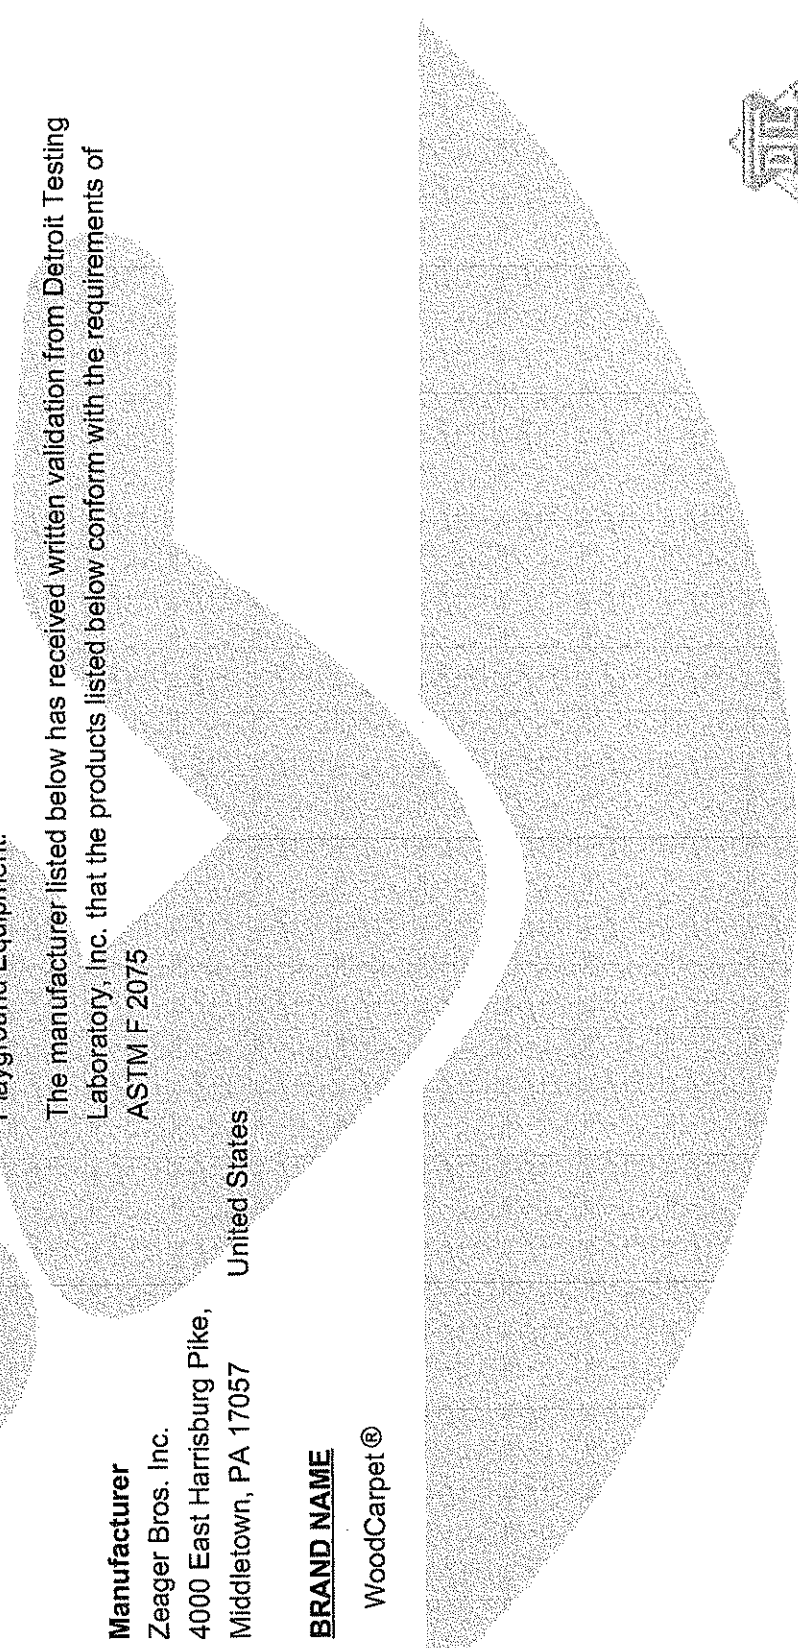 Playground Equipment.
The manufacturer listed below has received written validation from Detroit Testing
Laboratory, Inc. that the products listed below conform with the requirements of
ASTM F 2075
Manufacturer
Zeager Bros. Inc.
4000 East Harrisburg Pike,
Middletown, PA 17057 United States
BRAND NAME
WoodCarpet®
DTL